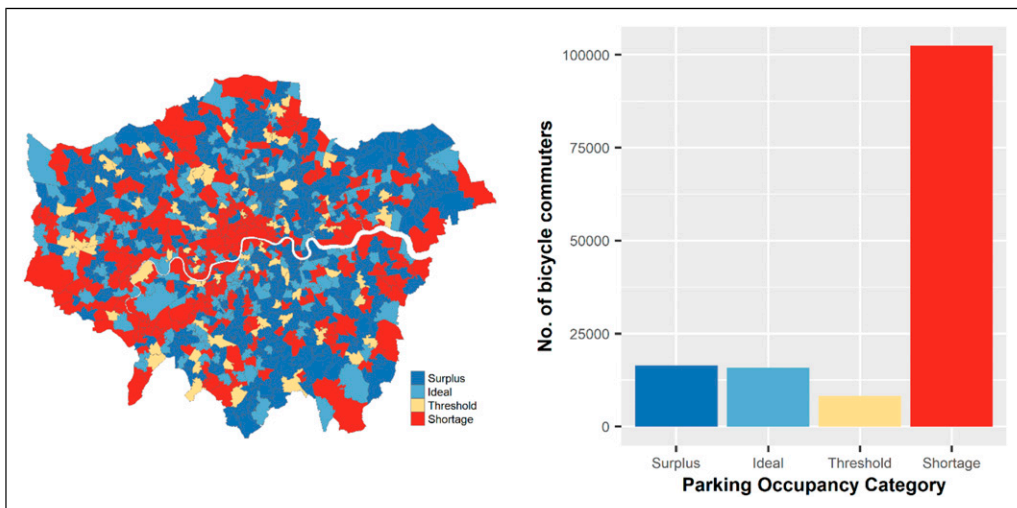 Surplus
Ideal
Threshold
Shortage
No. of bicycle commuters
100000
75000
50000
25000
0
Surplus Ideal Threshold Shortage
Parking Occupancy Category